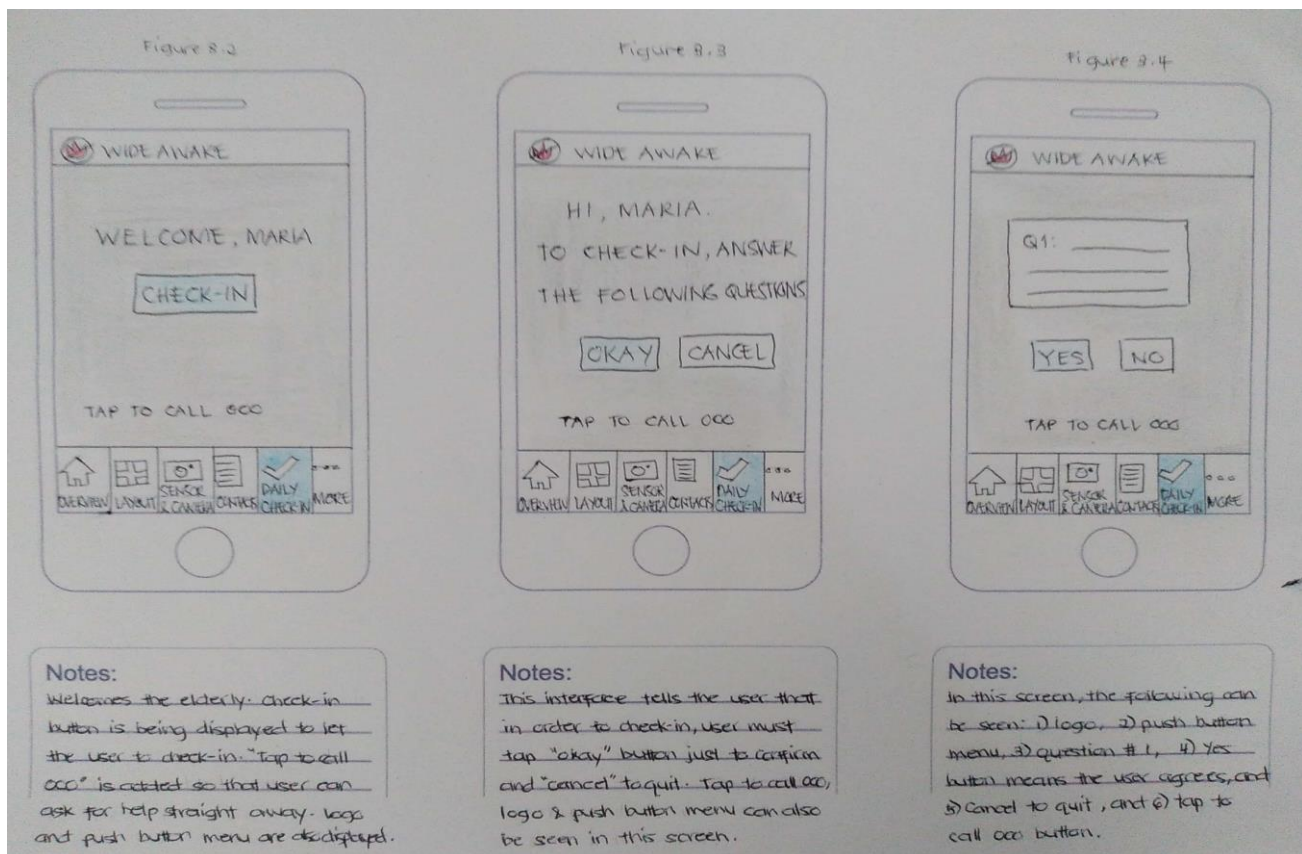 Figure 8.2
WIDE AWAKE
WELCOME, MARIA
CHECK-IN
TAP TO CALL 000
OVERVIEW LAYOUT SENSOR & CAMERA CONTACTS DAILY CHECK-IN MORE
Notes:
Welcomes the elderly. Check-in
button is being displayed to let
the user to check-in. "Tap to call
000" is added so that user can
ask for help straight away. Logo
and push button menu are also displayed.
Figure 8.3
WIDE AWAKE
HI, MARIA.
TO CHECK-IN, ANSWER
THE FOLLOWING QUESTIONS
OKAY CANCEL
TAP TO CALL 000
OVERVIEW LAYOUT SENSOR & CAMERA CONTACTS DAILY CHECK-IN MORE
Notes:
This interface tells the user that
in order to check-in, user must
tap "okay" button just to confirm
and "cancel" to quit. Tap to call 000,
logo & push button menu can also
be seen in this screen.
Figure 8.4
WIDE AWAKE
Q1:
YES NO
TAP TO CALL 000
OVERVIEW LAYOUT SENSOR & CAMERA CONTACTS DAILY CHECK-IN MORE
Notes:
In this screen, the following can
be seen: 1) logo, 2) push button
menu, 3) question #1, 4) Yes
button means the user agrees, and
5) Cancel to quit, and 6) tap to
call 000 button.